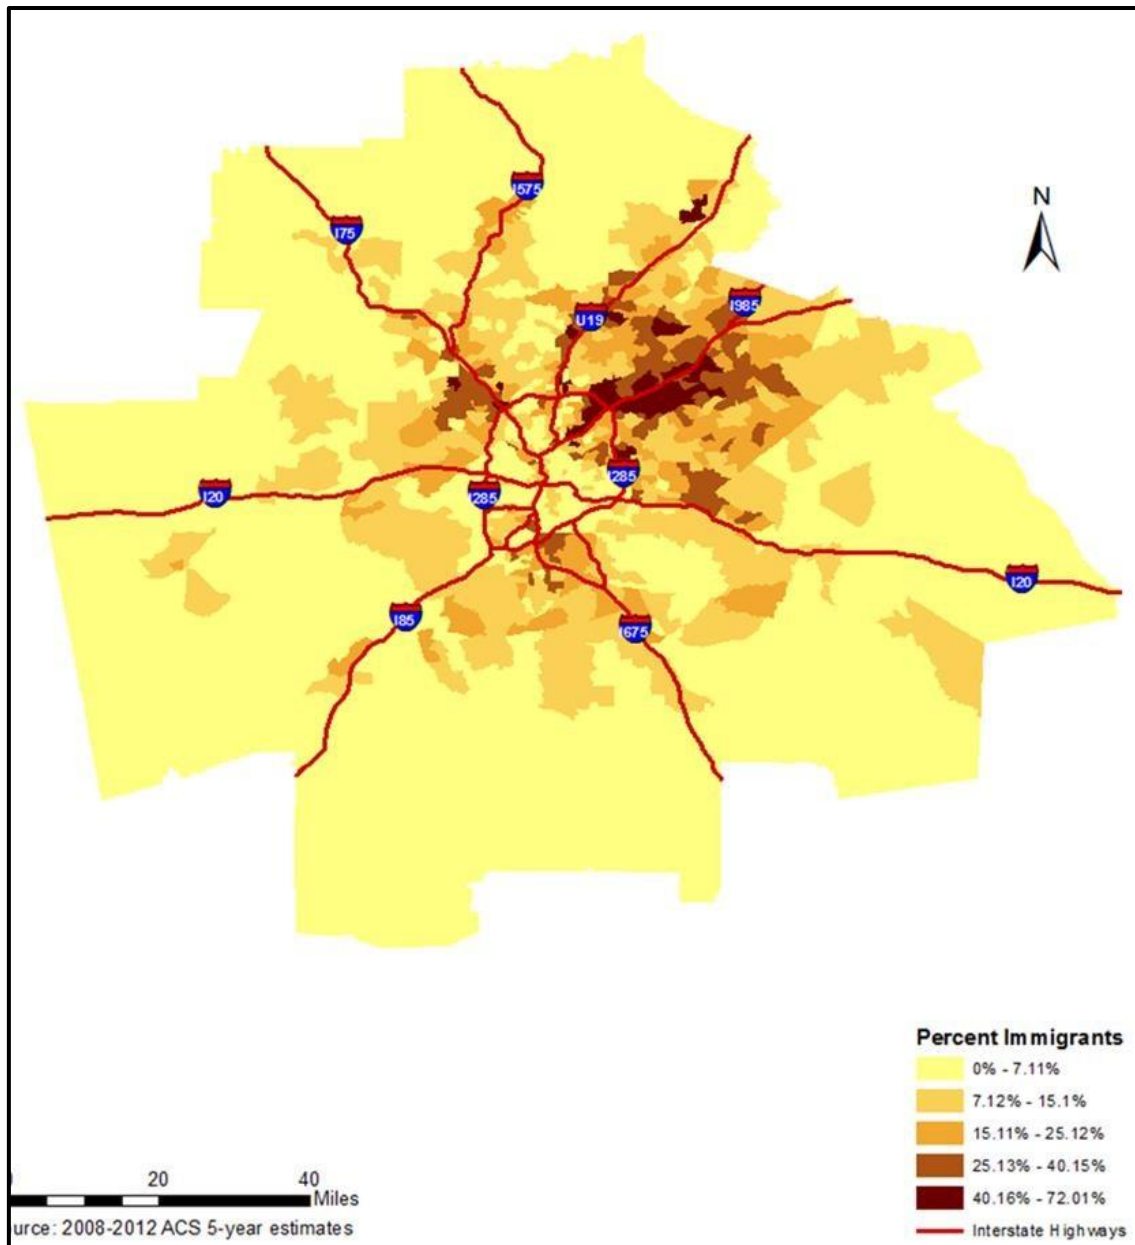 N
I575
I75
I985
U19
I285
I20
I285
I20
I85
I675
Percent Immigrants
0% - 7.11%
7.12% - 15.1%
15.11% - 25.12%
25.13% - 40.15%
40.16% - 72.01%
Interstate Highways
20 40
Miles
urce: 2008-2012 ACS 5-year estimates